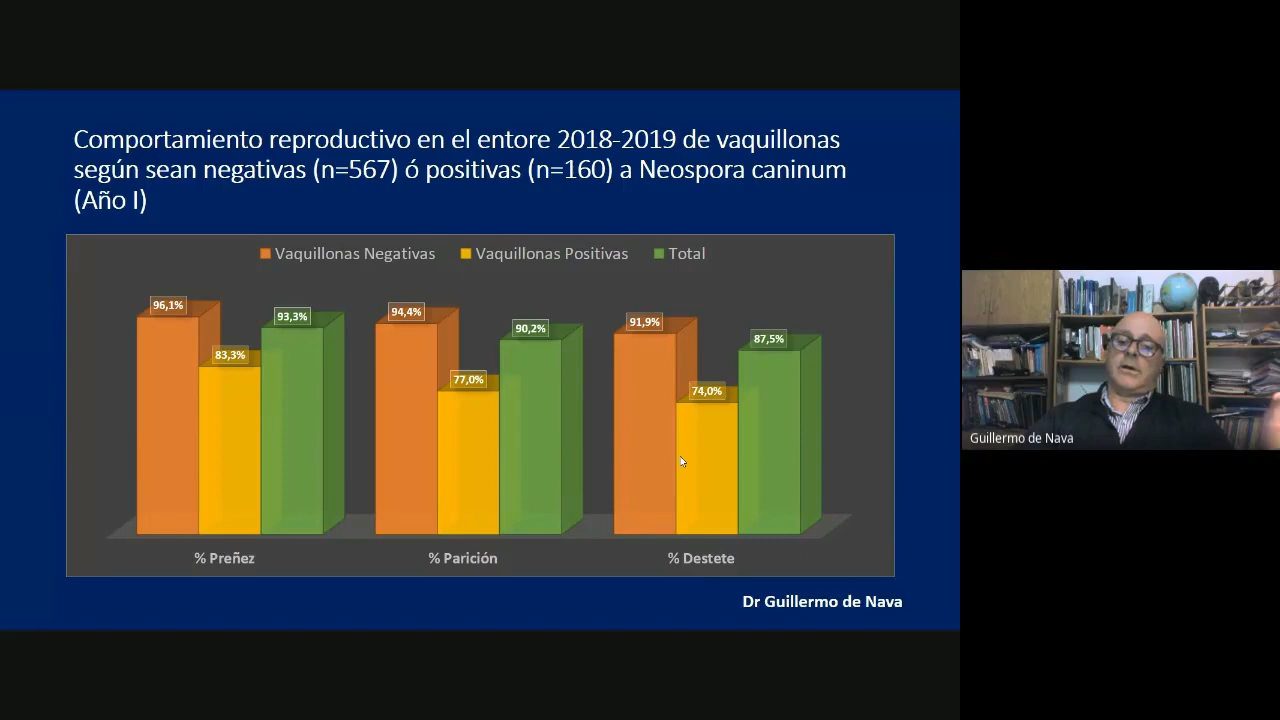 Comportamiento reproductivo en el entore 2018-2019 de vaquillonas
según sean negativas (n=567) ó positivas (n=160) a Neospora caninum
(Año I)
Vaquillonas Negativas Vaquillonas Positivas Total
96,1% 83,3% 93,3%
94,4% 77,0% 90,2%
91,9% 74,0% 87,5%
% Preñez % Parición % Destete
Dr Guillermo de Nava
Guillermo de Nava